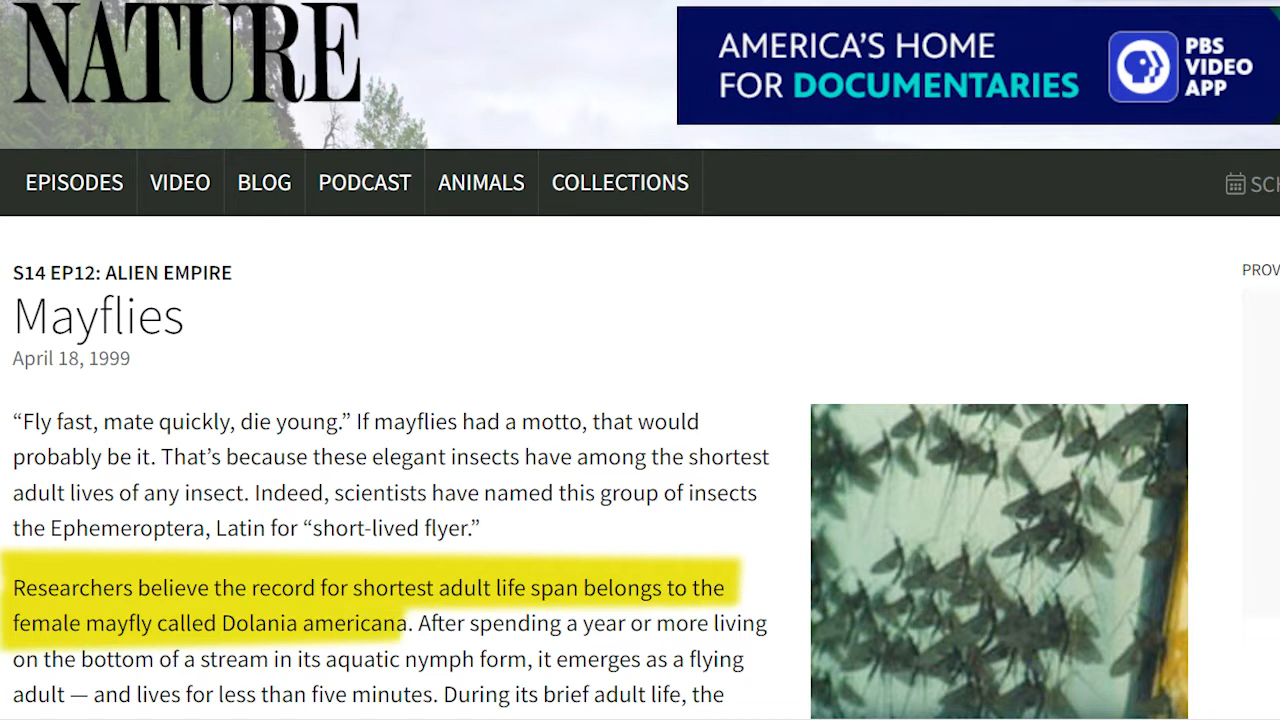 NATURE
AMERICA'S HOME
FOR DOCUMENTARIES
PBS
VIDEO
APP
EPISODES VIDEO BLOG PODCAST ANIMALS COLLECTIONS
S14 EP12: ALIEN EMPIRE
PROV
Mayflies
April 18, 1999
“Fly fast, mate quickly, die young.” If mayflies had a motto, that would
probably be it. That’s because these elegant insects have among the shortest
adult lives of any insect. Indeed, scientists have named this group of insects
the Ephemeroptera, Latin for “short-lived flyer.”
Researchers believe the record for shortest adult life span belongs to the
female mayfly called Dolania americana. After spending a year or more living
on the bottom of a stream in its aquatic nymph form, it emerges as a flying
adult — and lives for less than five minutes. During its brief adult life, the